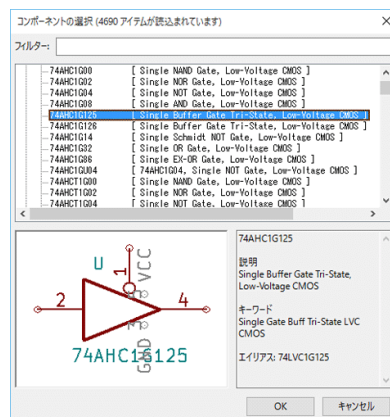 コンポーネントの選択 (4690 アイテムが読込まれています)
フィルター:
74AHC1G00 [ Single NAND Gate, Low-Voltage CMOS ]
74AHC1G02 [ Single NOR Gate, Low-Voltage CMOS ]
74AHC1G04 [ Single NOT Gate, Low-Voltage CMOS ]
74AHC1G08 [ Single AND Gate, Low-Voltage CMOS ]
74AHC1G125 [ Single Buffer Gate Tri-State, Low-Voltage CMOS ]
74AHC1G126 [ Single Buffer Gate Tri-State, Low-Voltage CMOS ]
74AHC1G14 [ Single Schmidt NOT Gate, Low-Voltage CMOS ]
74AHC1G32 [ Single OR Gate, Low-Voltage CMOS ]
74AHC1G86 [ Single EX-OR Gate, Low-Voltage CMOS ]
74AHC1GU04 [ 74AHC1G04, Single NOT Gate, Low-Voltage CMOS ]
74AHCT1G00 [ Single NAND Gate, Low-Voltage CMOS ]
74AHCT1G02 [ Single NOR Gate, Low-Voltage CMOS ]
74AHCT1G04 [ Single NOT Gate, Low-Voltage CMOS ]
U
1
VCC
2
4
GND
74AHC1G125
74AHC1G125
説明
Single Buffer Gate Tri-State,
Low-Voltage CMOS
キーワード
Single Gate Buff Tri-State LVC
CMOS
エイリアス: 74LVC1G125
OK
キャンセル